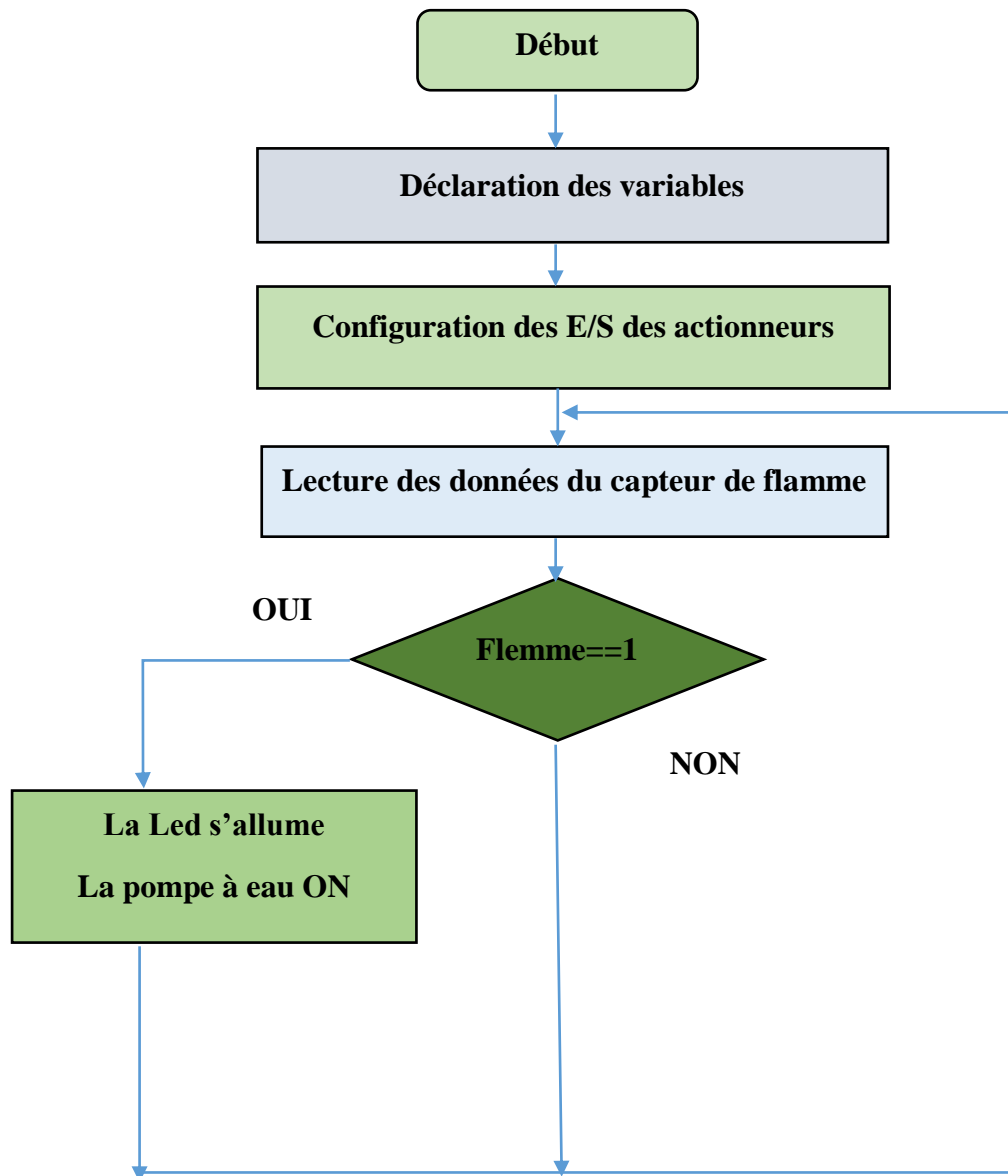 Début
Déclaration des variables
Configuration des E/S des actionneurs
Lecture des données du capteur de flamme
OUI
Flemme==1
NON
La Led s’allume
La pompe à eau ON